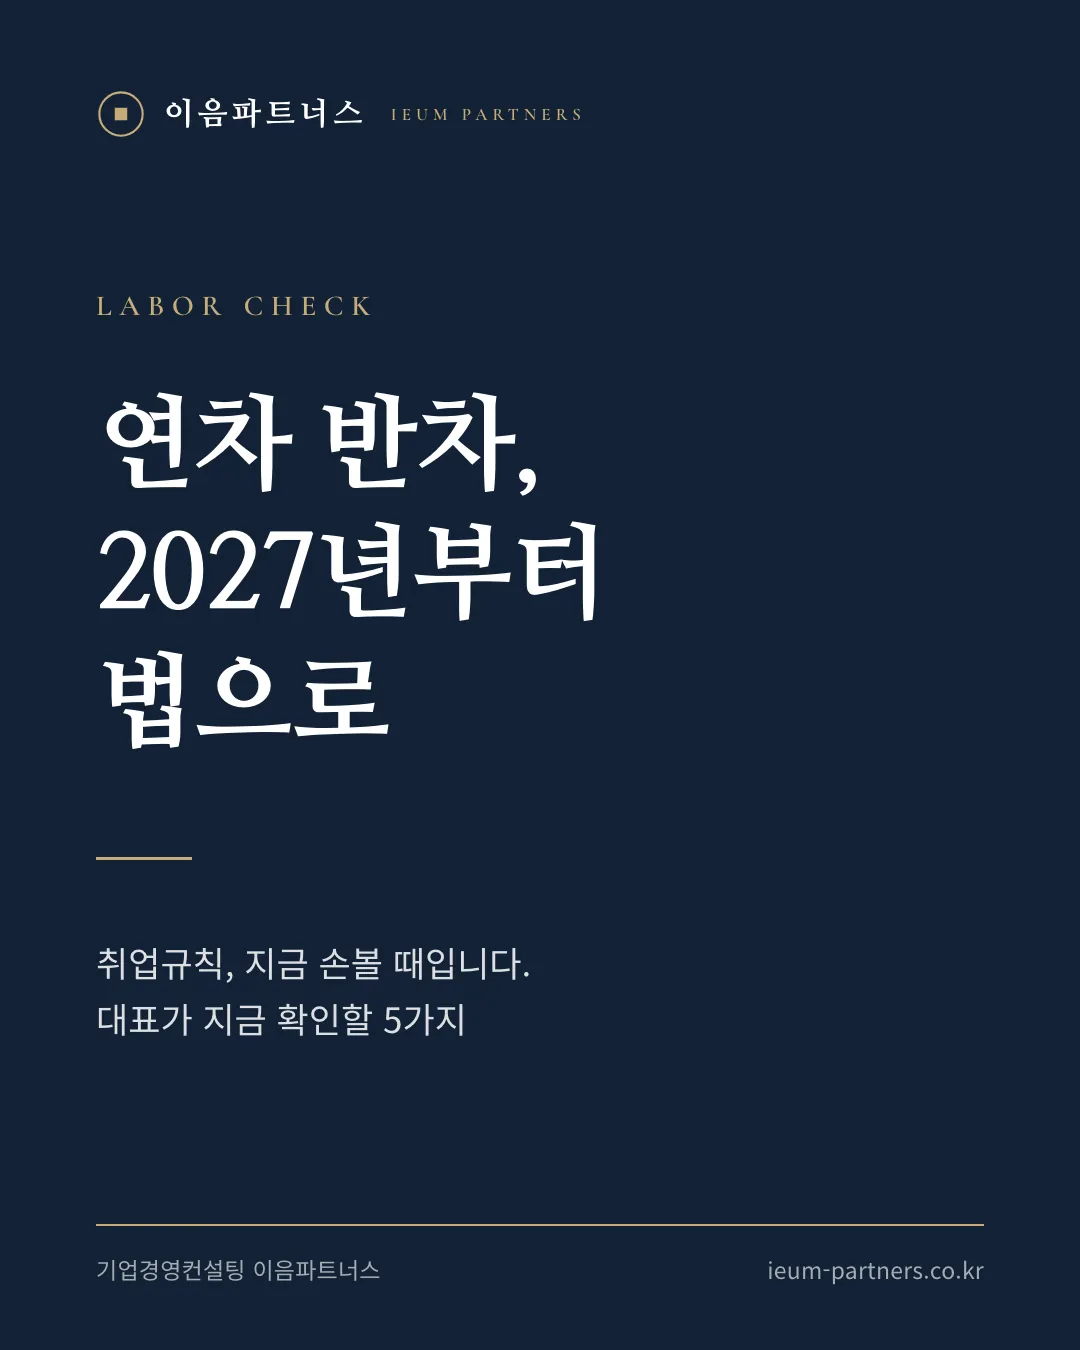 이음파트너스 IEUM PARTNERS
LABOR CHECK
연차 반차,
2027년부터
법으로
취업규칙, 지금 손볼 때입니다.
대표가 지금 확인할 5가지
기업경영컨설팅 이음파트너스
ieum-partners.co.kr